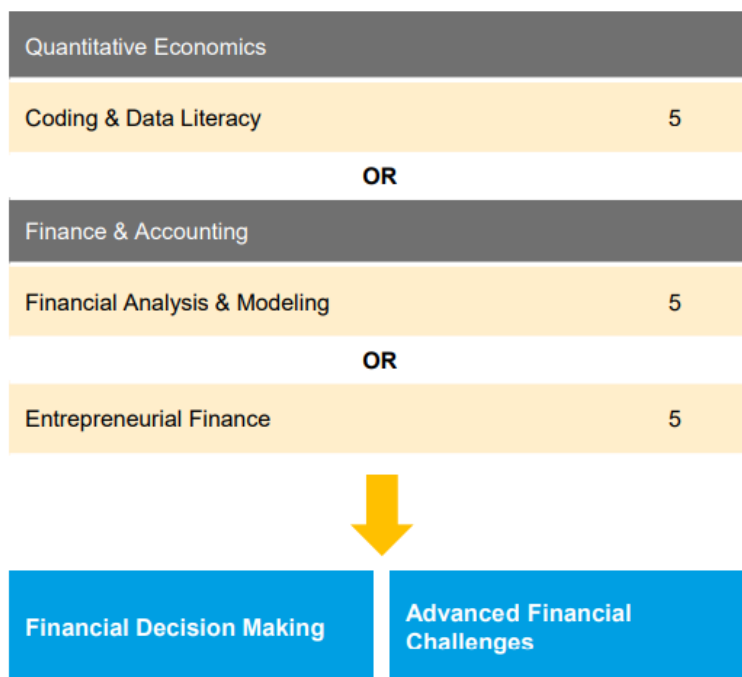 Quantitative Economics
Coding & Data Literacy 5
OR
Finance & Accounting
Financial Analysis & Modeling 5
OR
Entrepreneurial Finance 5
Financial Decision Making
Advanced Financial
Challenges